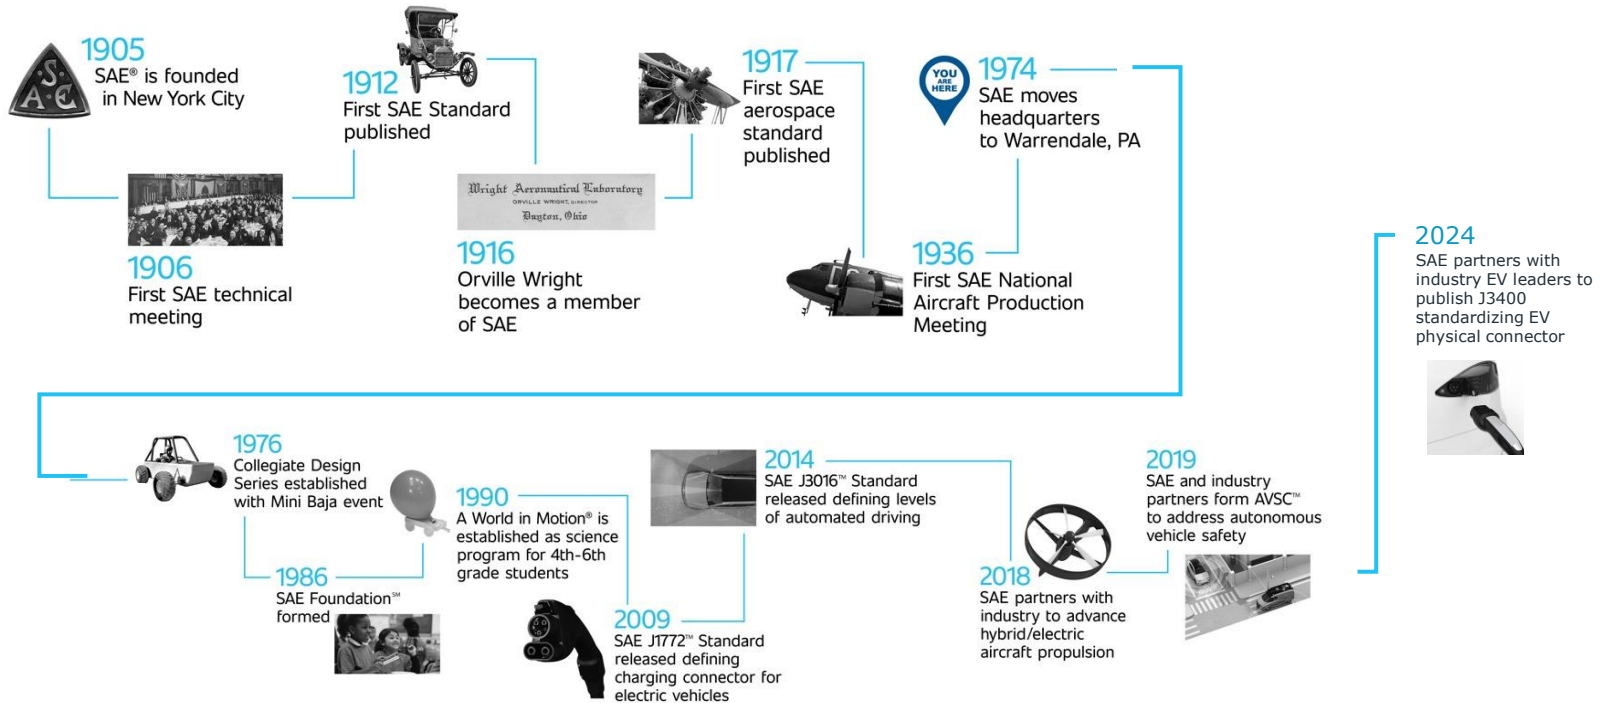 S
A E
1905
SAE® is founded
in New York City
1906
First SAE technical
meeting
1912
First SAE Standard
published
Wright Aeronautical Laboratory
ORVILLE WRIGHT, DIRECTOR
Dayton, Ohio
1916
Orville Wright
becomes a member
of SAE
1917
First SAE
aerospace
standard
published
1936
First SAE National
Aircraft Production
Meeting
YOU
ARE
HERE
1974
SAE moves
headquarters
to Warrendale, PA
1976
Collegiate Design
Series established
with Mini Baja event
1986
SAE Foundation℠
formed
1990
A World in Motion® is
established as science
program for 4th-6th
grade students
2009
SAE J1772™ Standard
released defining
charging connector for
electric vehicles
2014
SAE J3016™ Standard
released defining levels
of automated driving
2018
SAE partners with
industry to advance
hybrid/electric
aircraft propulsion
2019
SAE and industry
partners form AVSC™
to address autonomous
vehicle safety
2024
SAE partners with
industry EV leaders to
publish J3400
standardizing EV
physical connector